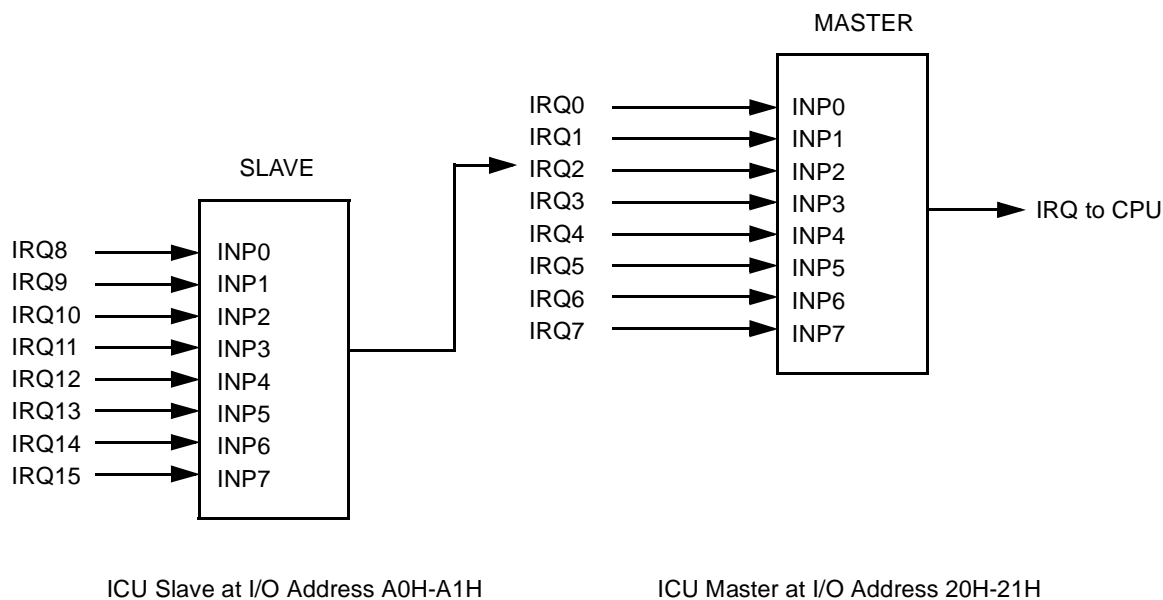 MASTER
IRQ0
IRQ1
IRQ2
IRQ3
IRQ4
IRQ5
IRQ6
IRQ7
INP0
INP1
INP2
INP3
INP4
INP5
INP6
INP7
IRQ to CPU
SLAVE
IRQ8
IRQ9
IRQ10
IRQ11
IRQ12
IRQ13
IRQ14
IRQ15
INP0
INP1
INP2
INP3
INP4
INP5
INP6
INP7
ICU Slave at I/O Address A0H-A1H
ICU Master at I/O Address 20H-21H